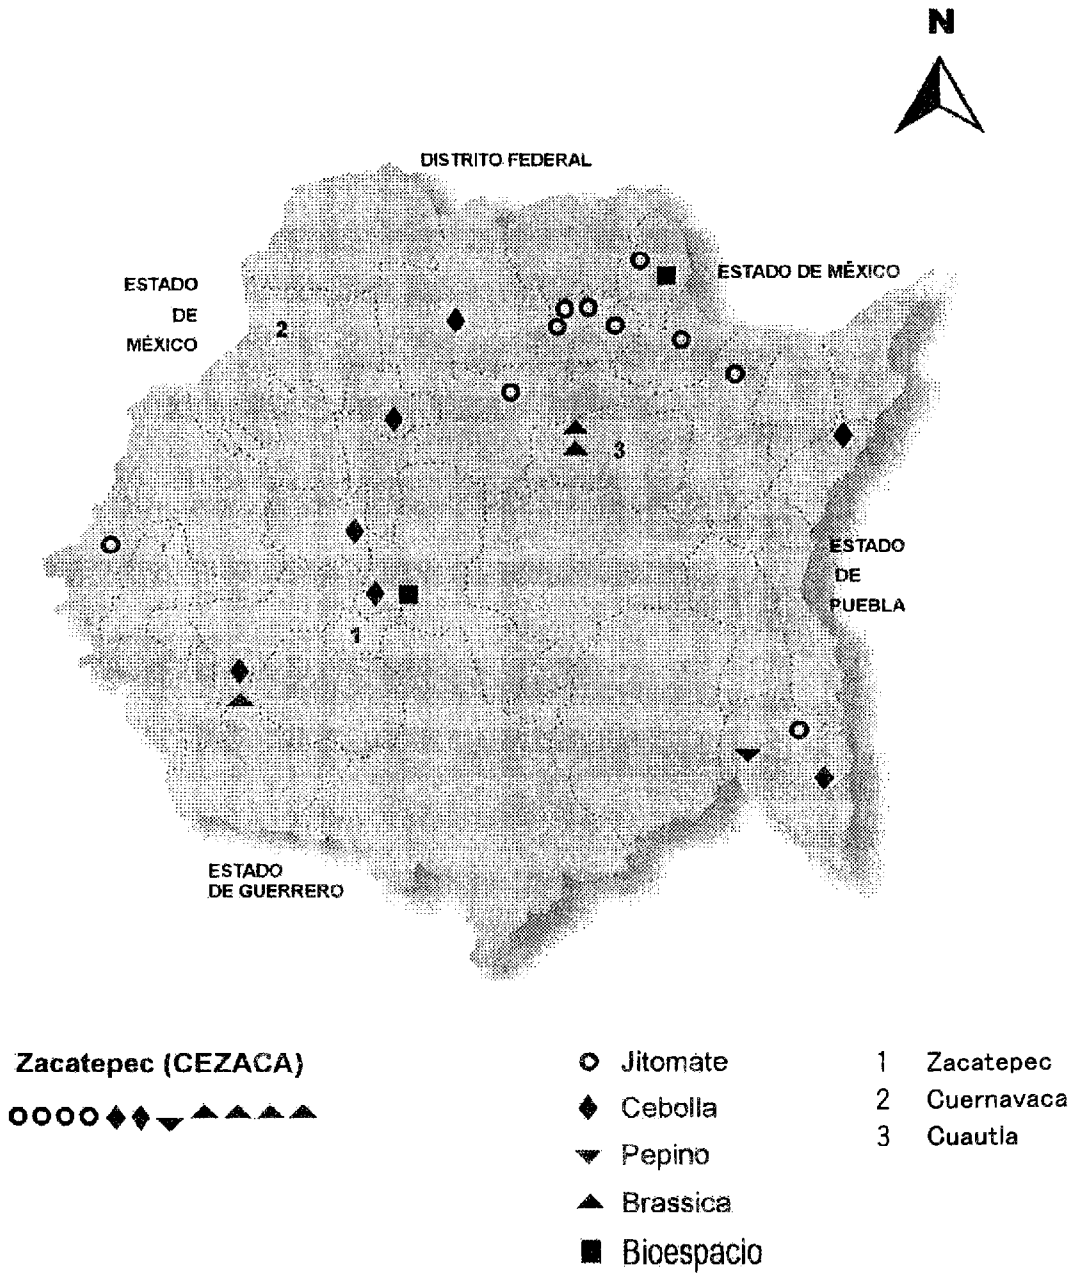 N
DISTRITO FEDERAL
ESTADO DE MÉXICO
ESTADO
DE
MÉXICO
2
3
ESTADO
DE
PUEBLA
1
ESTADO
DE GUERRERO
Zacatepec (CEZACA)
Jitomate
Cebolla
Pepino
Brassica
Bioespacio
1 Zacatepec
2 Cuernavaca
3 Cuautla